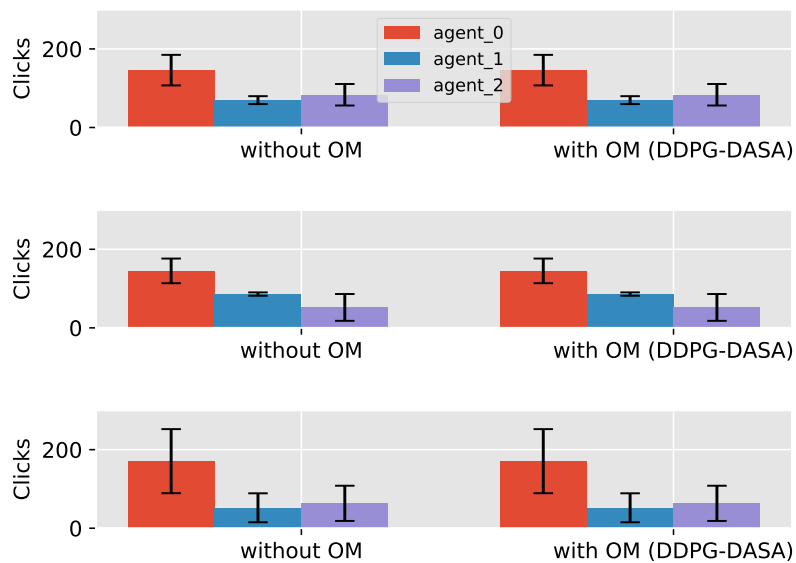 Clicks
200
0
agent_0
agent_1
agent_2
without OM
with OM (DDPG-DASA)
Clicks
200
0
without OM
with OM (DDPG-DASA)
Clicks
200
0
without OM
with OM (DDPG-DASA)